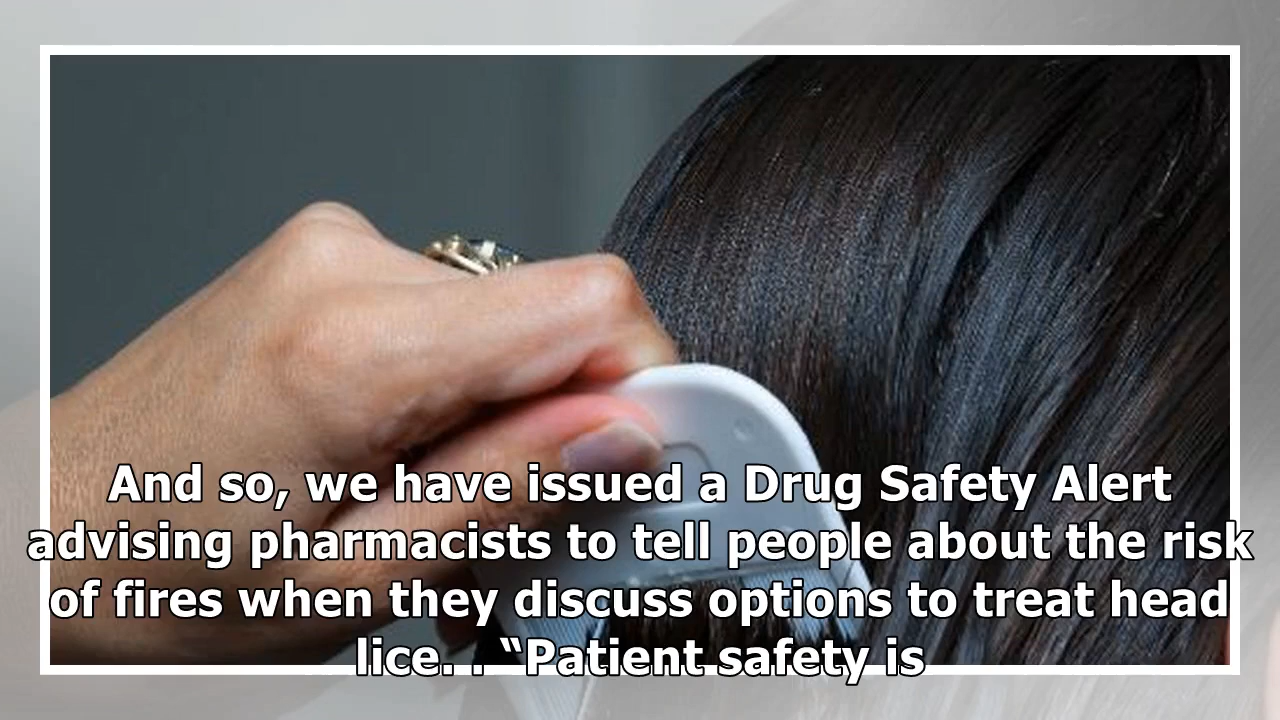 And so, we have issued a Drug Safety Alert
advising pharmacists to tell people about the risk
of fires when they discuss options to treat head
lice. . “Patient safety is